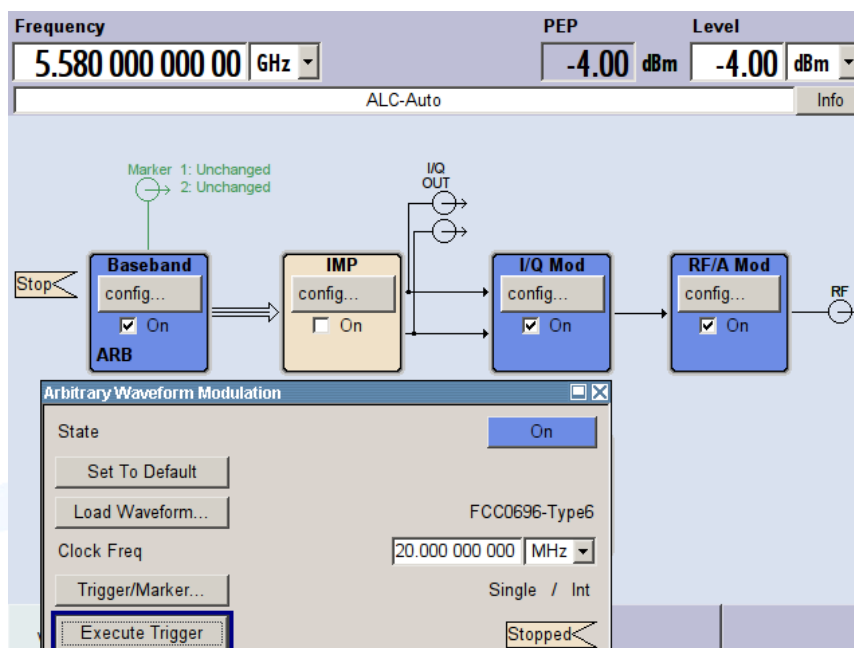 Frequency PEP Level
5.580 000 000 00 GHz -4.00 dBm -4.00 dBm
ALC-Auto Info
Marker 1: Unchanged
2: Unchanged
I/Q
OUT
Stop
Baseband IMP I/Q Mod RF/A Mod
config... config... config... config...
RF
On On On On
ARB
Arbitrary Waveform Modulation
State On
Set To Default
Load Waveform... FCC0696-Type6
Clock Freq 20.000 000 000 MHz
Trigger/Marker... Single / Int
Execute Trigger Stopped